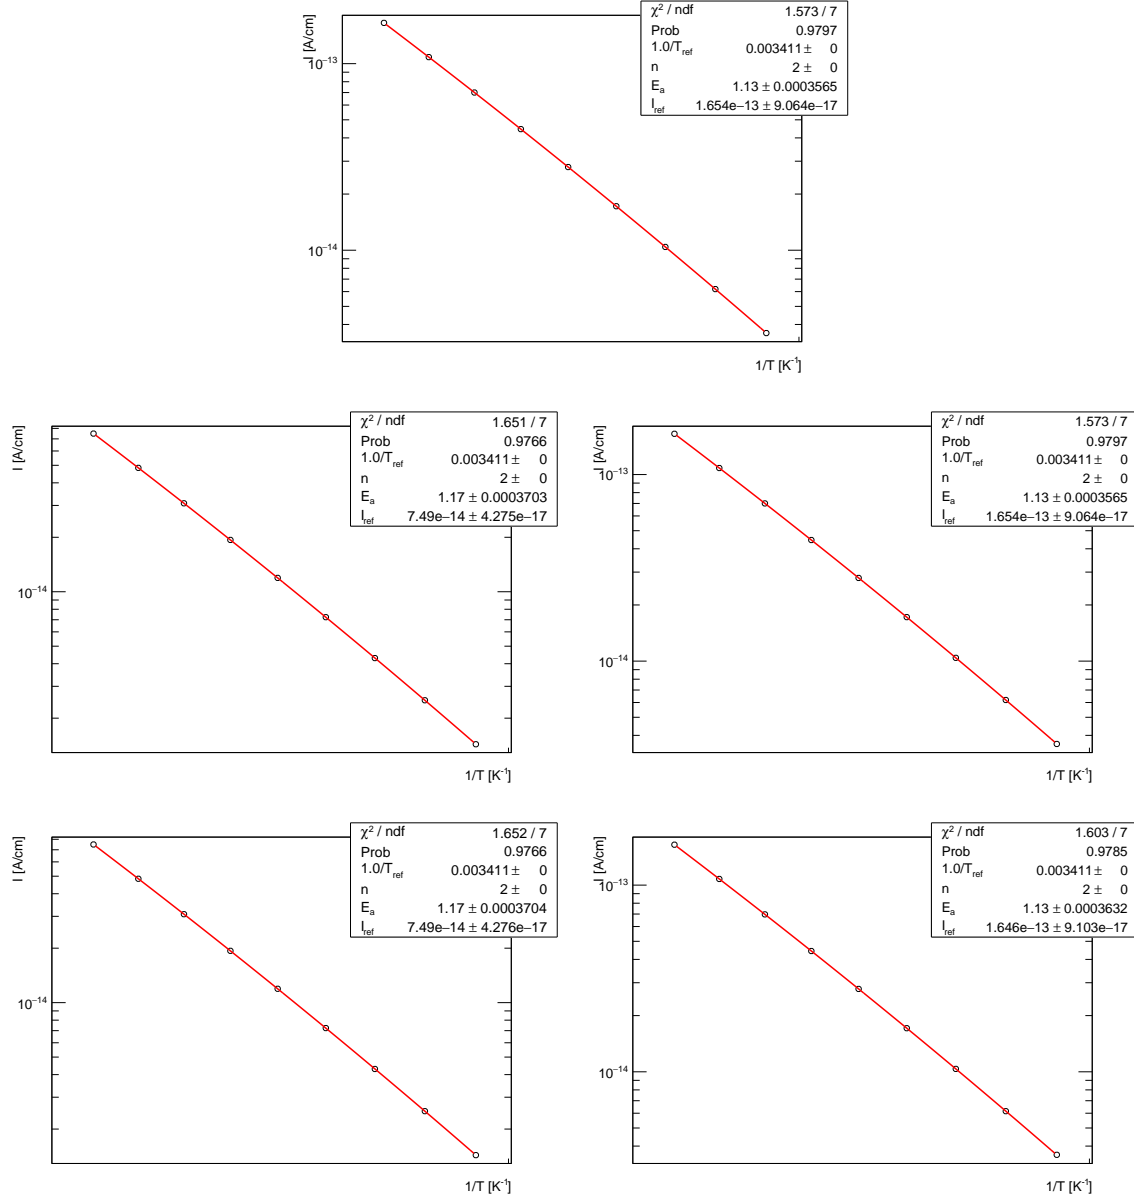 I [A/cm]
10⁻¹³
10⁻¹⁴
1/T [K⁻¹]
χ² / ndf 1.573 / 7
Prob 0.9797
1.0/T_ref 0.003411 ± 0
n 2 ± 0
E_a 1.13 ± 0.0003565
I_ref 1.654e−13 ± 9.064e−17
I [A/cm]
10⁻¹⁴
1/T [K⁻¹]
χ² / ndf 1.651 / 7
Prob 0.9766
1.0/T_ref 0.003411 ± 0
n 2 ± 0
E_a 1.17 ± 0.0003703
I_ref 7.49e−14 ± 4.275e−17
I [A/cm]
10⁻¹³
10⁻¹⁴
1/T [K⁻¹]
χ² / ndf 1.573 / 7
Prob 0.9797
1.0/T_ref 0.003411 ± 0
n 2 ± 0
E_a 1.13 ± 0.0003565
I_ref 1.654e−13 ± 9.064e−17
I [A/cm]
10⁻¹⁴
1/T [K⁻¹]
χ² / ndf 1.652 / 7
Prob 0.9766
1.0/T_ref 0.003411 ± 0
n 2 ± 0
E_a 1.17 ± 0.0003704
I_ref 7.49e−14 ± 4.276e−17
I [A/cm]
10⁻¹³
10⁻¹⁴
1/T [K⁻¹]
χ² / ndf 1.603 / 7
Prob 0.9785
1.0/T_ref 0.003411 ± 0
n 2 ± 0
E_a 1.13 ± 0.0003632
I_ref 1.646e−13 ± 9.103e−17